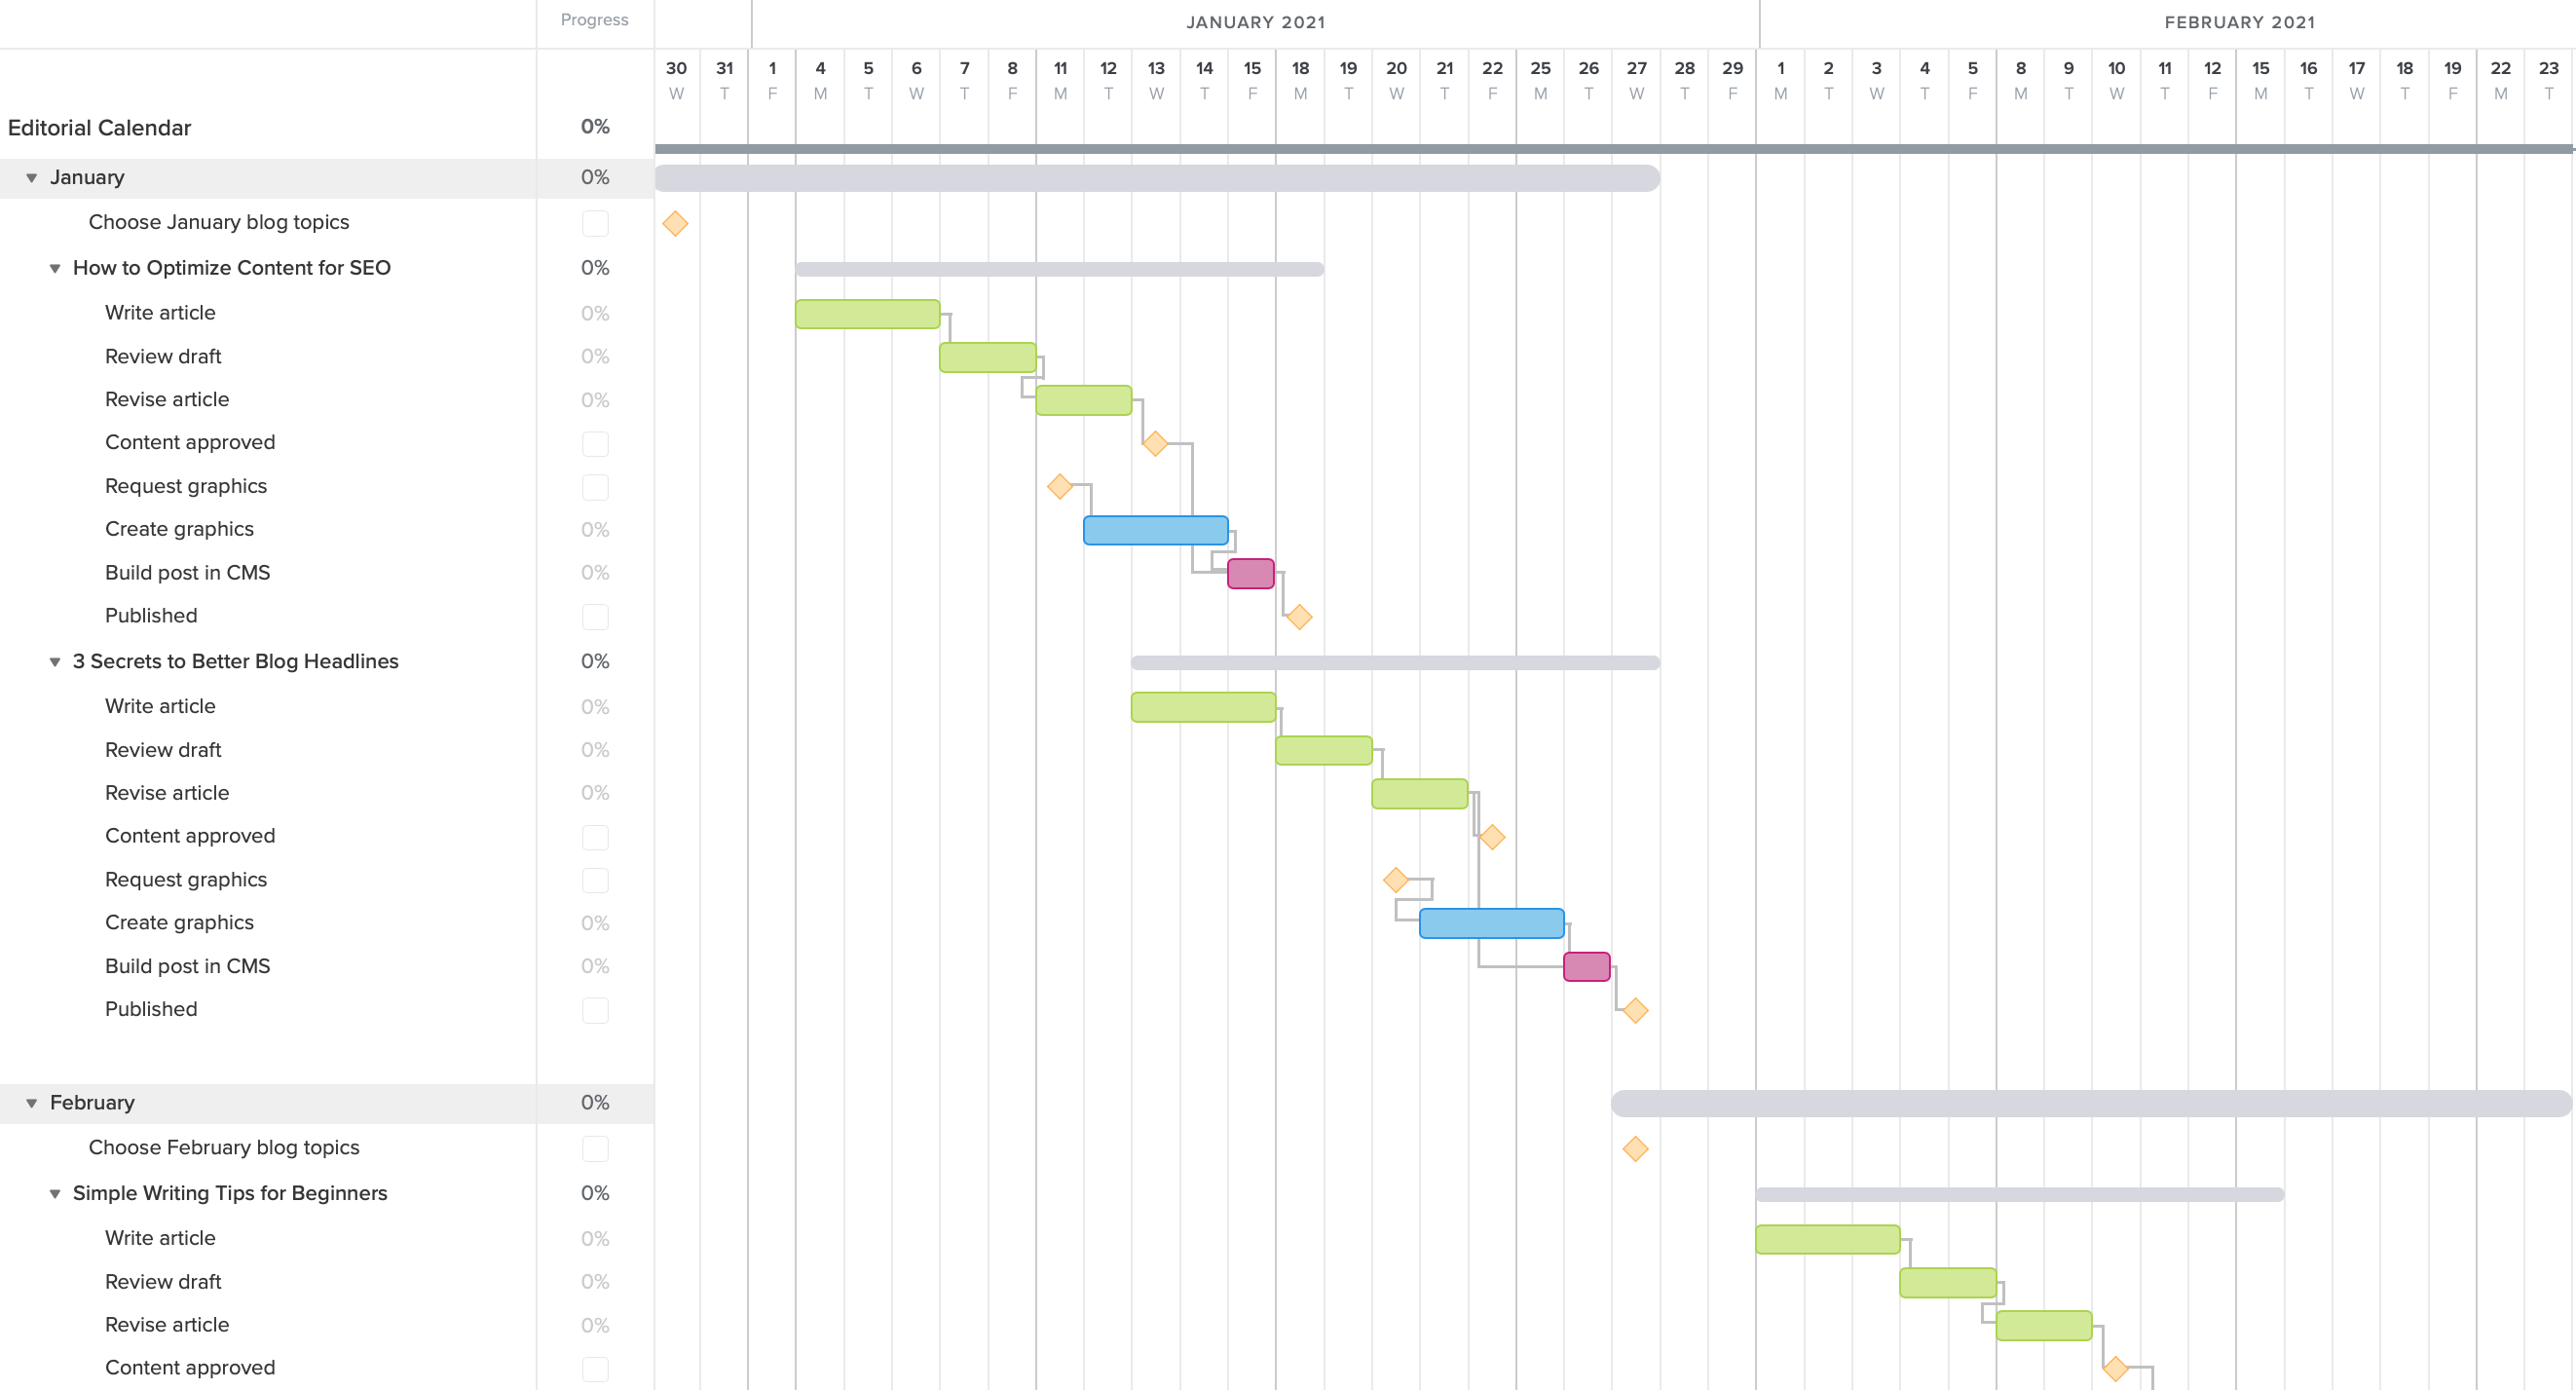 Progress JANUARY 2021 FEBRUARY 2021
30 31 1 4 5 6 7 8 11 12 13 14 15 18 19 20 21 22 25 26 27 28 29 1 2 3 4 5 8 9 10 11 12 15 16 17 18 19 22 23
W T F M T W T F M T W T F M T W T F M T W T F M T W T F M T W T F M T W T F M T
Editorial Calendar 0%
January 0%
Choose January blog topics
How to Optimize Content for SEO 0%
Write article 0%
Review draft 0%
Revise article 0%
Content approved
Request graphics
Create graphics 0%
Build post in CMS 0%
Published
3 Secrets to Better Blog Headlines 0%
Write article 0%
Review draft 0%
Revise article 0%
Content approved
Request graphics
Create graphics 0%
Build post in CMS 0%
Published
February 0%
Choose February blog topics
Simple Writing Tips for Beginners 0%
Write article 0%
Review draft 0%
Revise article 0%
Content approved